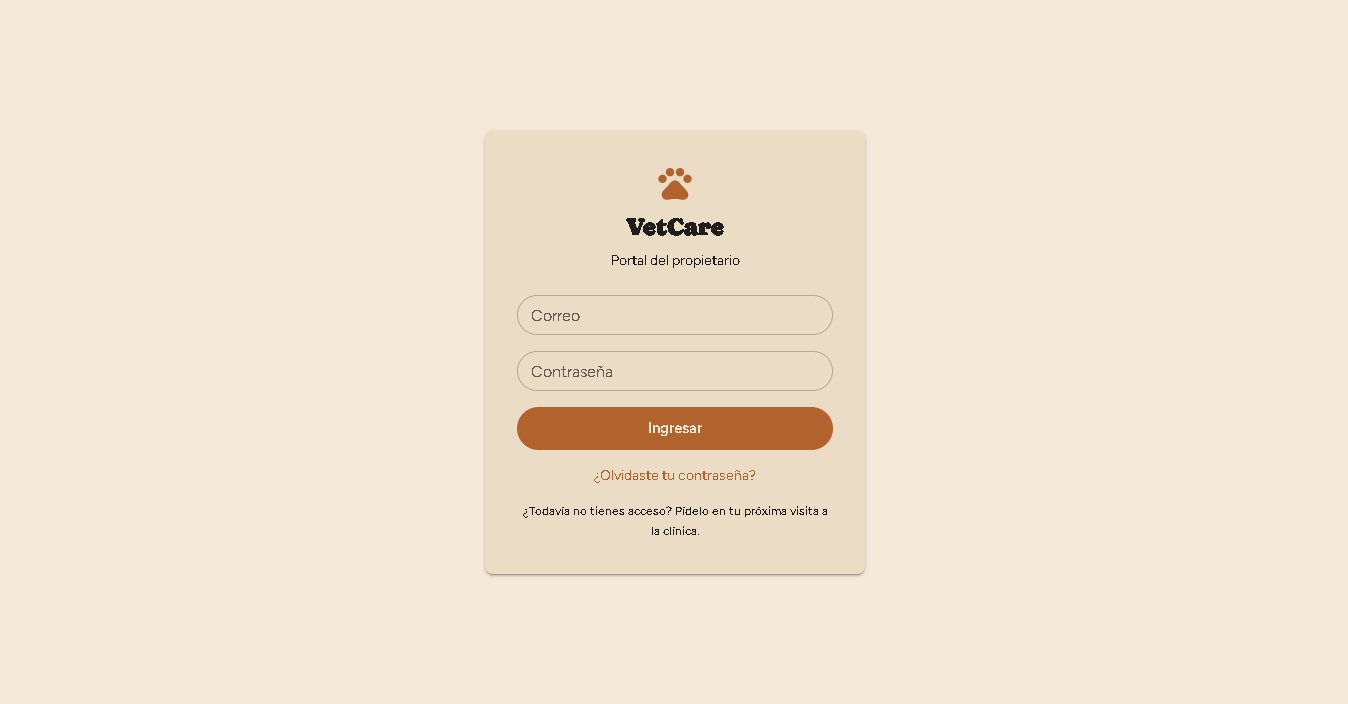 VetCare
Portal del propietario
Correo
Contraseña
Ingresar
¿Olvidaste tu contraseña?
¿Todavía no tienes acceso? Pídelo en tu próxima visita a
la clínica.